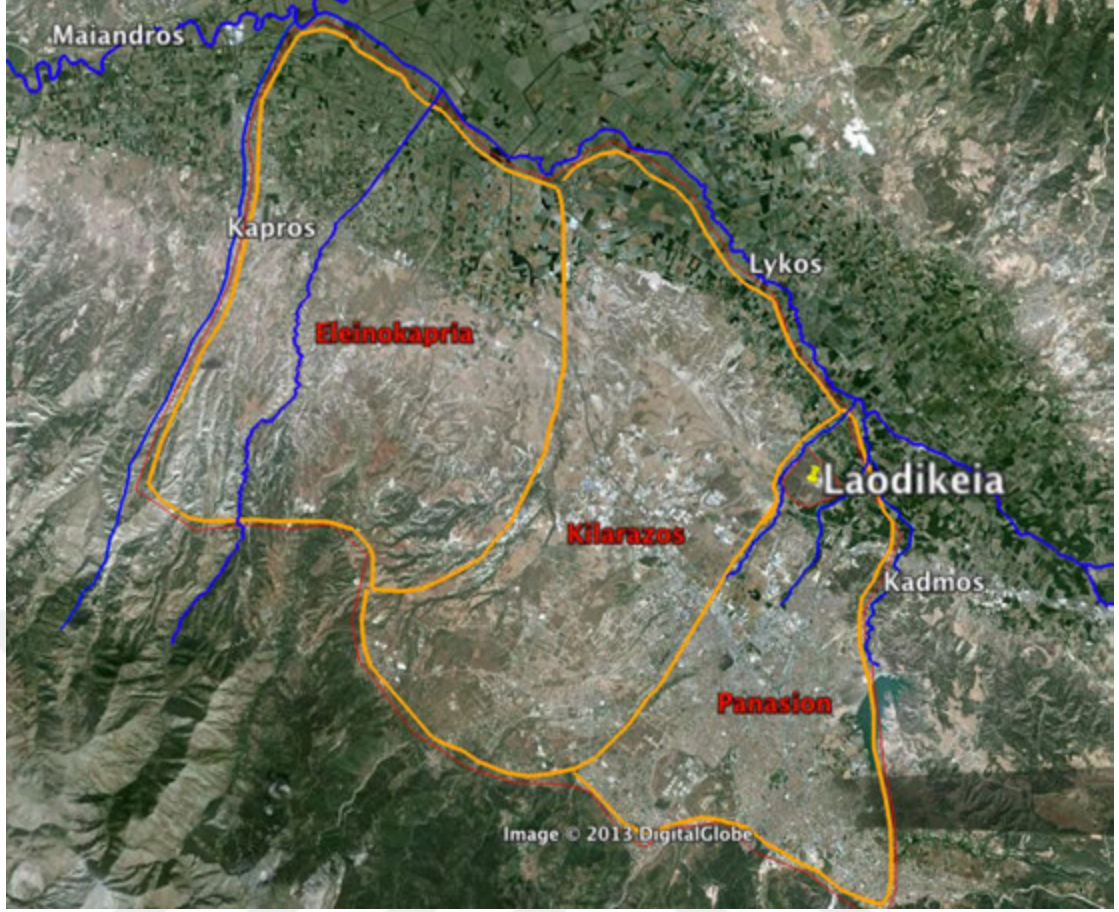 Maiandros
Kapros
Lykos
Eleinokapria
Laodikeia
Kilarazos
Kadmos
Panasion
Image © 2013 DigitalGlobe